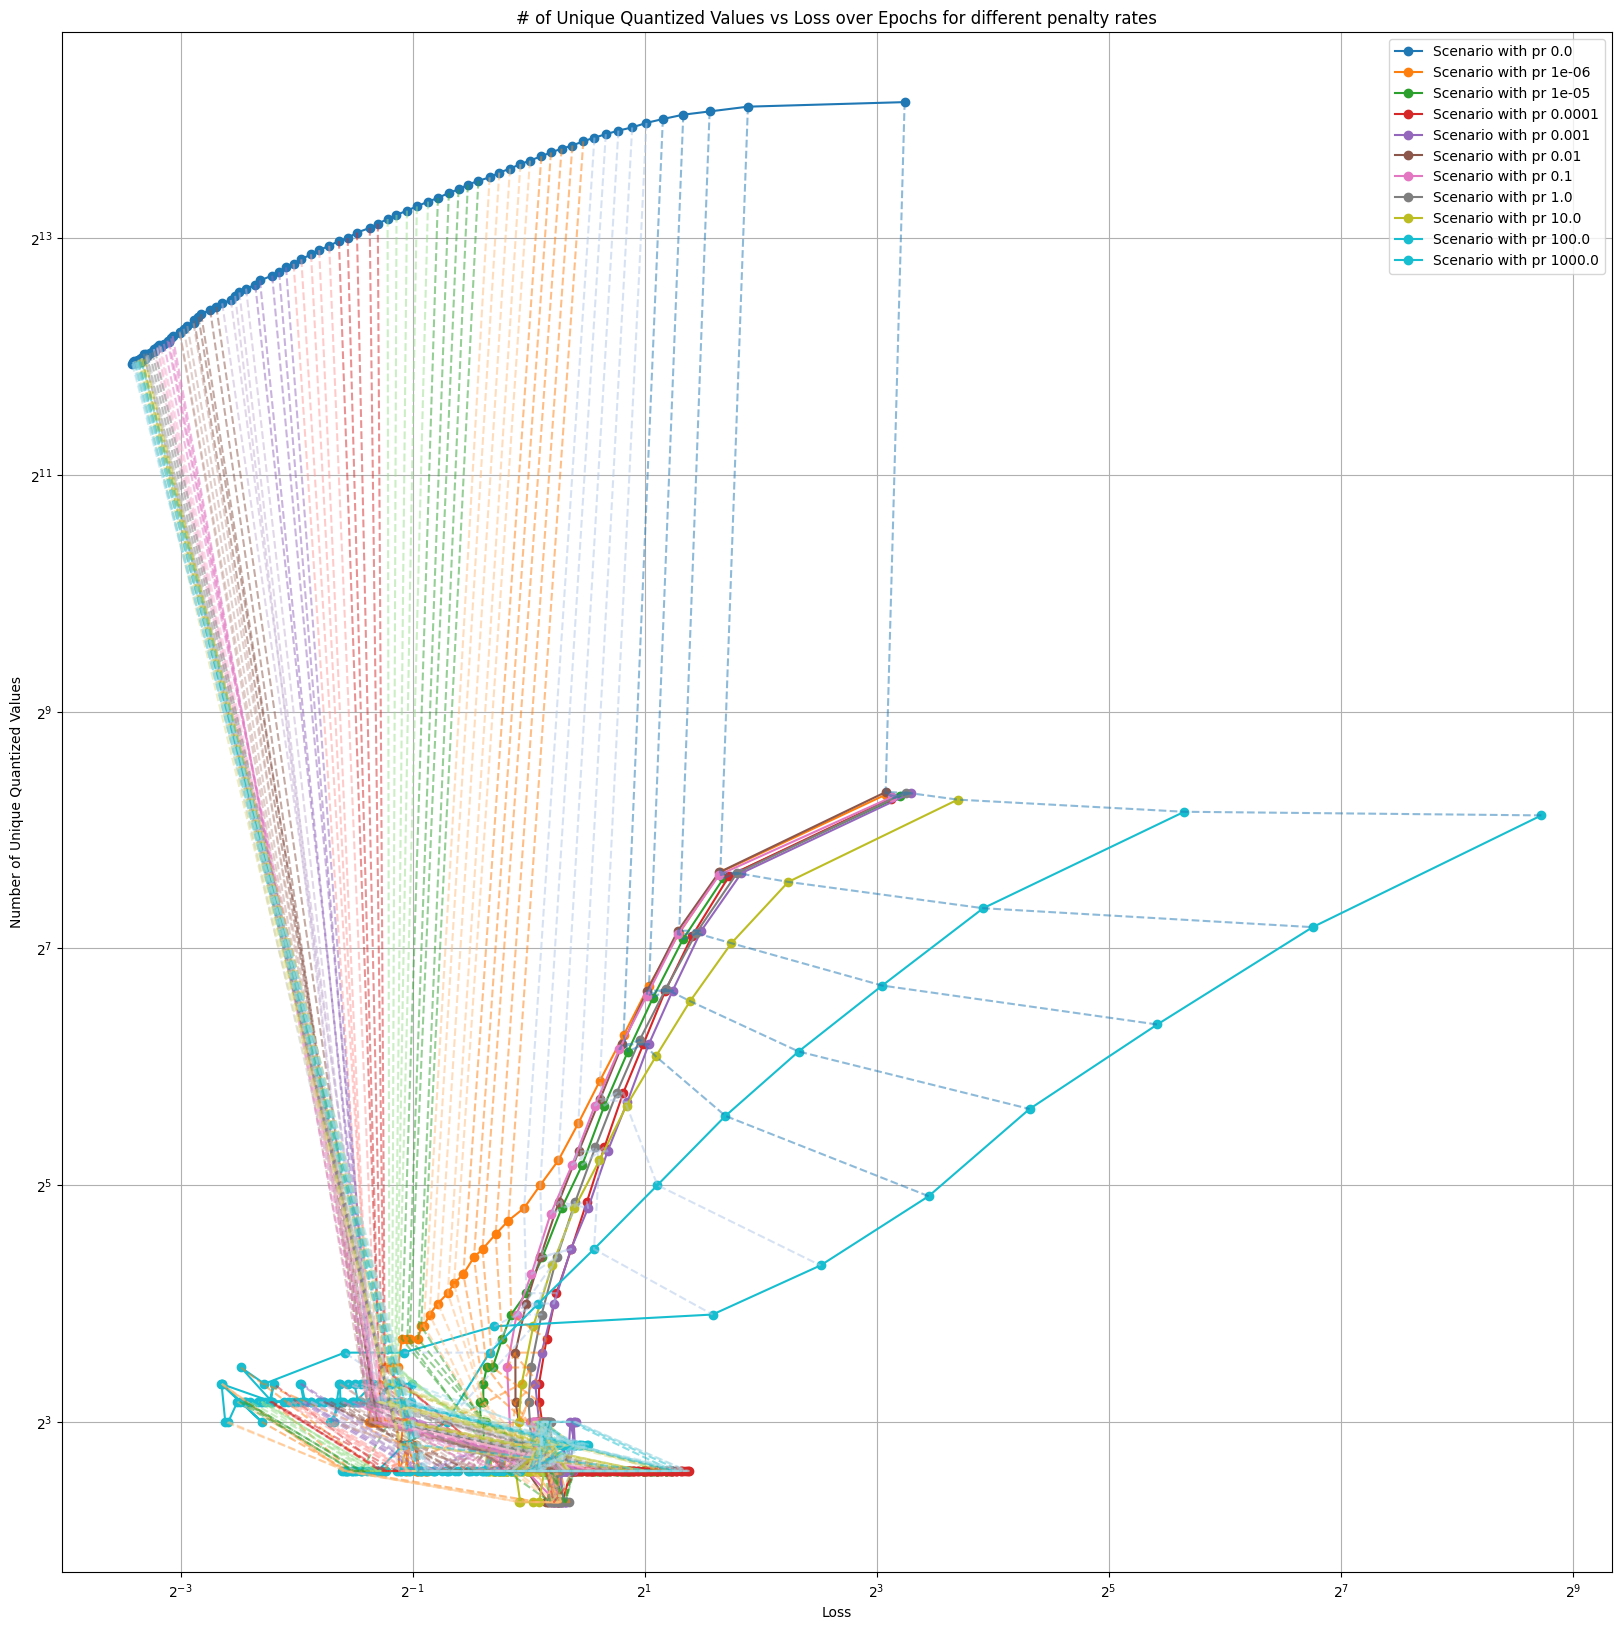 # of Unique Quantized Values vs Loss over Epochs for different penalty rates
Scenario with pr 0.0
Scenario with pr 1e-06
Scenario with pr 1e-05
Scenario with pr 0.0001
Scenario with pr 0.001
Scenario with pr 0.01
Scenario with pr 0.1
Scenario with pr 1.0
Scenario with pr 10.0
Scenario with pr 100.0
Scenario with pr 1000.0
Number of Unique Quantized Values
2^13
2^11
2^9
2^7
2^5
2^3
2^-3 2^-1 2^1 2^3 2^5 2^7 2^9
Loss